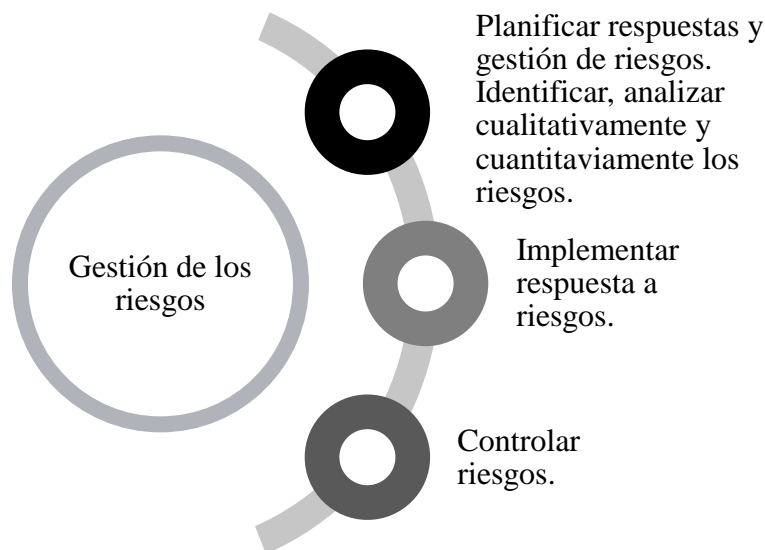 Planificar respuestas y
gestión de riesgos.
Identificar, analizar
cualitativamente y
cuantitaviamente los
riesgos.
Gestión de los
riesgos
Implementar
respuesta a
riesgos.
Controlar
riesgos.